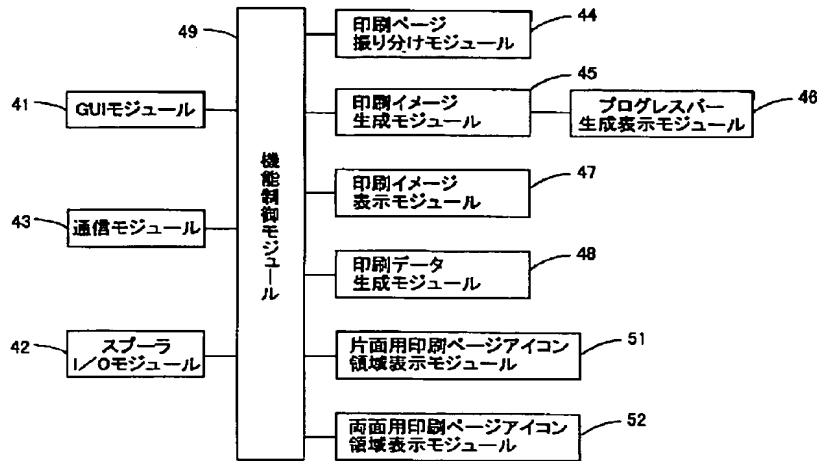 49
印刷ページ
振り分けモジュール
44
41
GUIモジュール
印刷イメージ
生成モジュール
45
プログレスバー
生成表示モジュール
46
機能制御モジュール
印刷イメージ
表示モジュール
47
43
通信モジュール
印刷データ
生成モジュール
48
42
スプーラ
I/Oモジュール
片面用印刷ページアイコン
領域表示モジュール
51
両面用印刷ページアイコン
領域表示モジュール
52